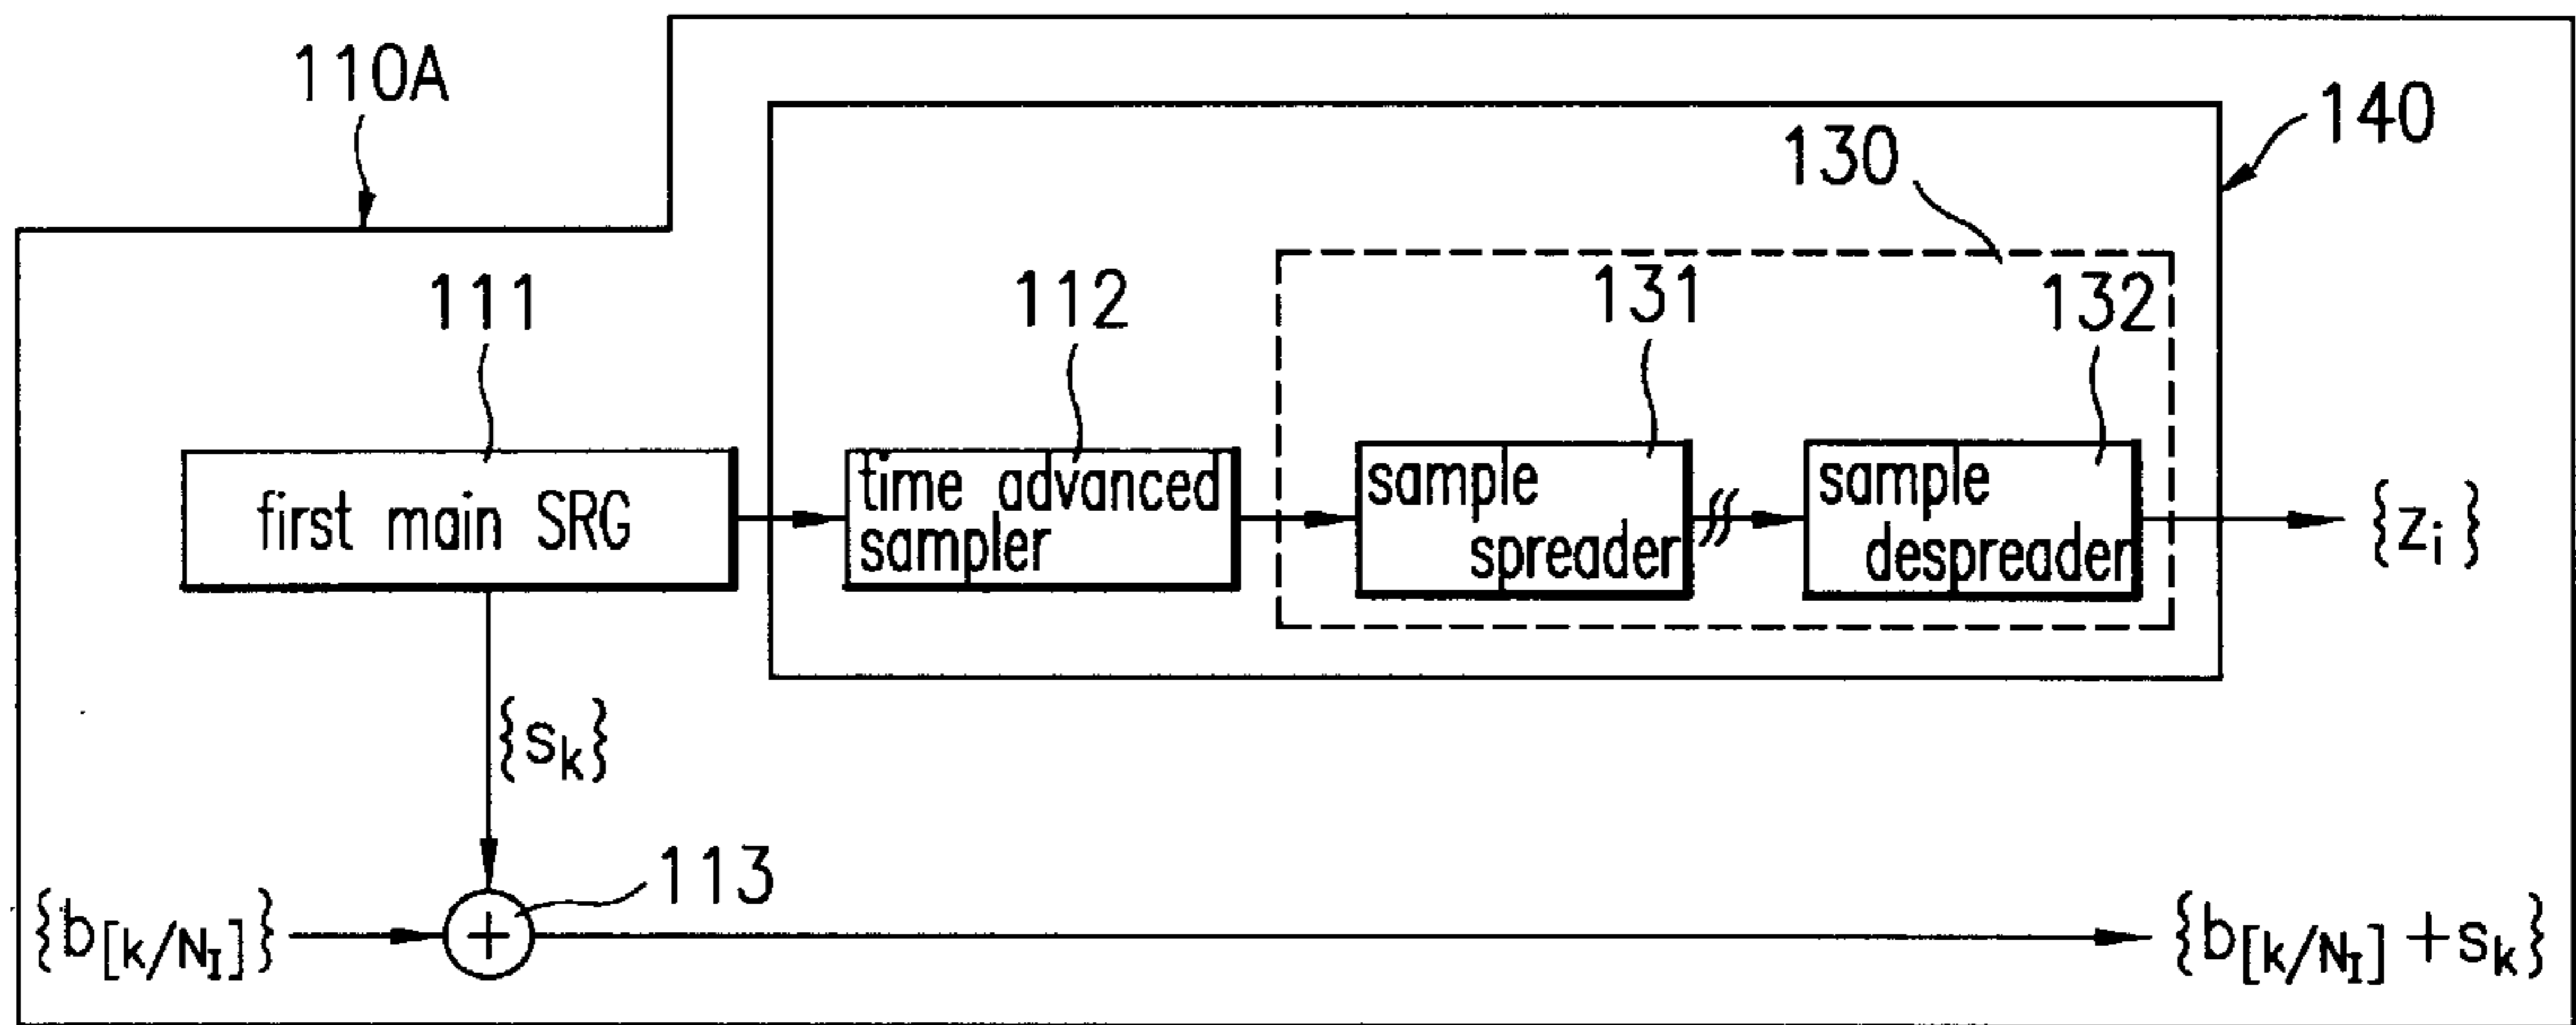 110A
140
130
111
112
131
132
first main SRG
time advanced
sampler
sample
spreader
sample
despreader
{z_i}
{s_k}
113
{b_[k/N_I]}
+
{b_[k/N_I]+s_k}